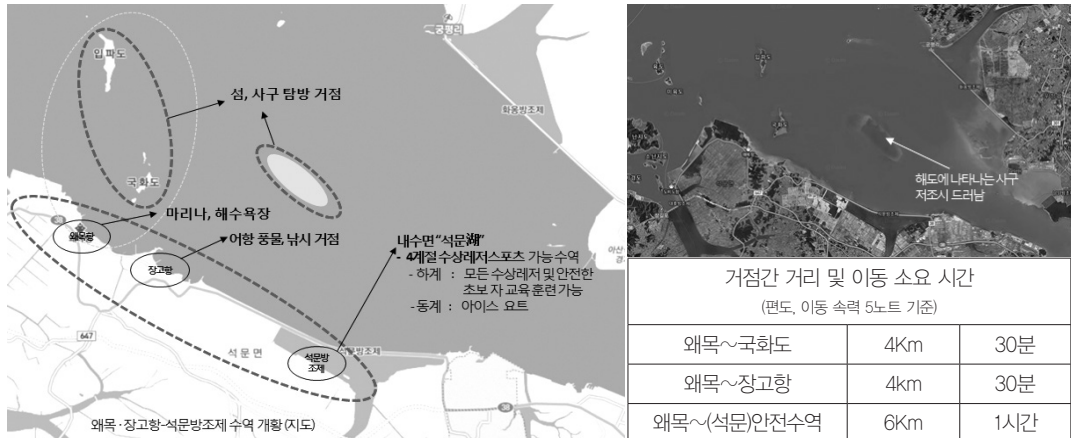 궁평리
입파도
섬, 사구 탐방 거점
화옹방조제
국화도
마리나, 해수욕장
38
왜목항
어항 풍물, 낚시 거점
장고항
내수면 “석문湖”
- 4계절 수상레저스포츠 가능 수역
- 하계 : 모든 수상레저 및 안전한
초보 자 교육 훈련 가능
- 동계 : 아이스 요트
647
석문면
석문방조제
석문방
조제
38
왜목·장고항-석문방조제 수역 개황 (지도)
해도에 나타나는 사구
저조시 드러남
거점간 거리 및 이동 소요 시간
(편도, 이동 속력 5노트 기준)
왜목～국화도 4Km 30분
왜목～장고항 4km 30분
왜목～(석문)안전수역 6Km 1시간